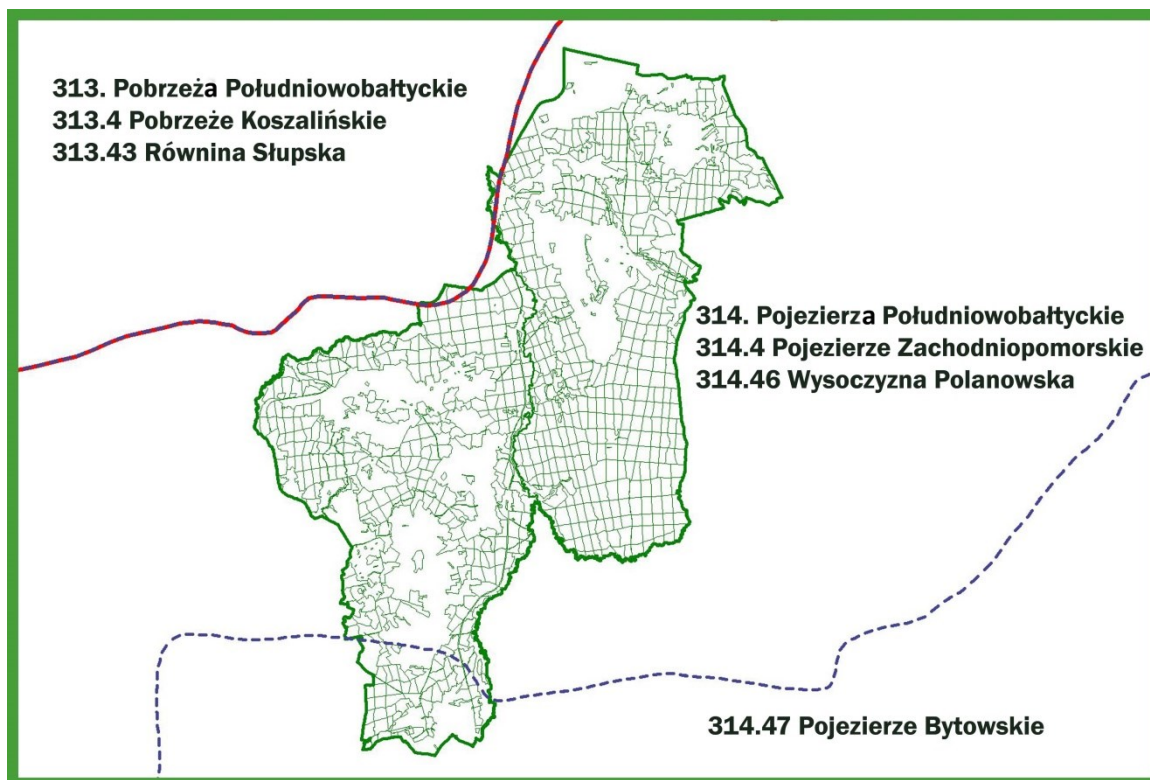 313. Pobrzeża Południowobałtyckie
313.4 Pobrzeże Koszalińskie
313.43 Równina Słupska
314. Pojezierza Południowobałtyckie
314.4 Pojezierze Zachodniopomorskie
314.46 Wysoczyzna Polanowska
314.47 Pojezierze Bytowskie